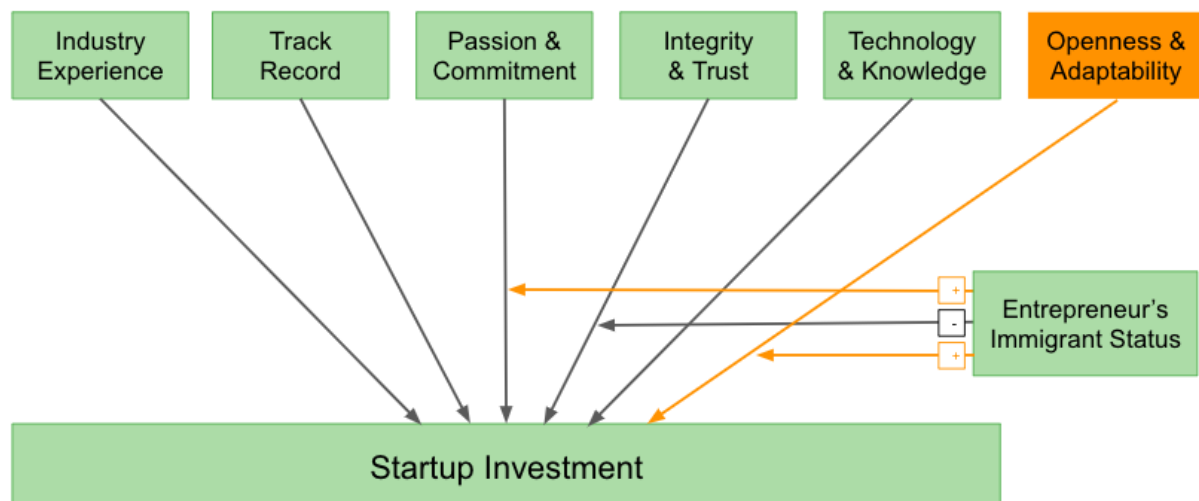 Industry
Experience
Track
Record
Passion &
Commitment
Integrity
& Trust
Technology
& Knowledge
Openness &
Adaptability
+
-
+
Entrepreneur's
Immigrant Status
Startup Investment